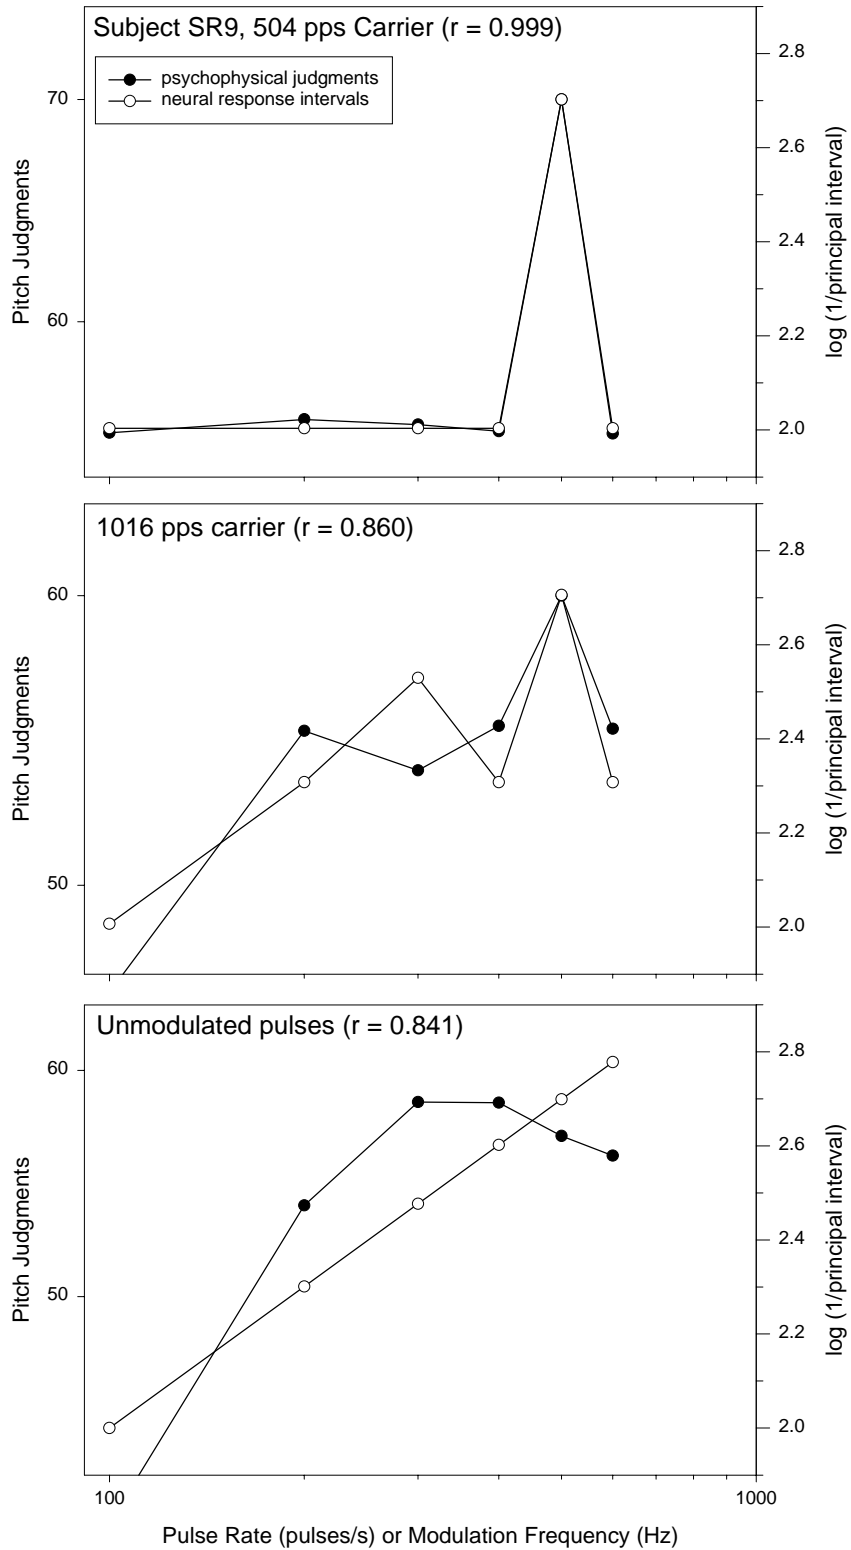 Subject SR9, 504 pps Carrier (r = 0.999)
psychophysical judgments
neural response intervals
70
60
Pitch Judgments
2.8
2.6
2.4
2.2
2.0
log (1/principal interval)
1016 pps carrier (r = 0.860)
60
50
Pitch Judgments
2.8
2.6
2.4
2.2
2.0
log (1/principal interval)
Unmodulated pulses (r = 0.841)
60
50
Pitch Judgments
2.8
2.6
2.4
2.2
2.0
log (1/principal interval)
100 1000
Pulse Rate (pulses/s) or Modulation Frequency (Hz)